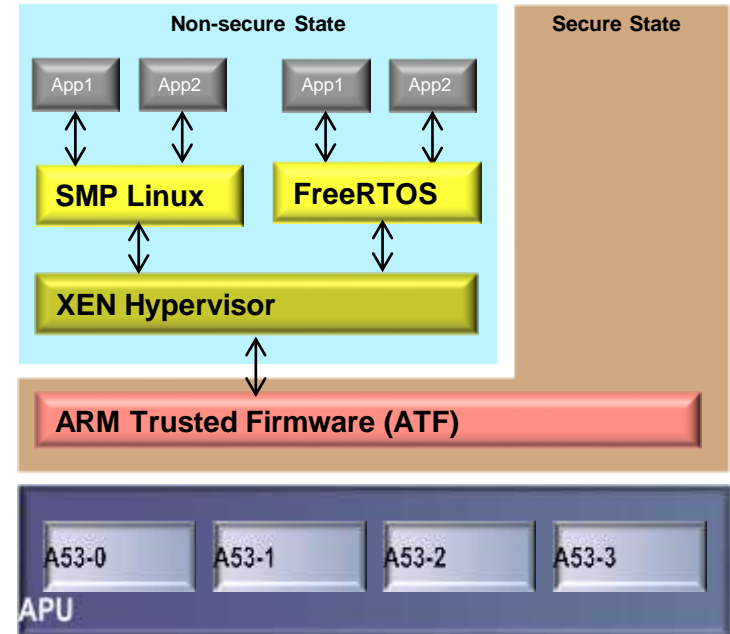 Non-secure State
Secure State
App1
App2
App1
App2
SMP Linux
FreeRTOS
XEN Hypervisor
ARM Trusted Firmware (ATF)
A53-0
A53-1
A53-2
A53-3
APU